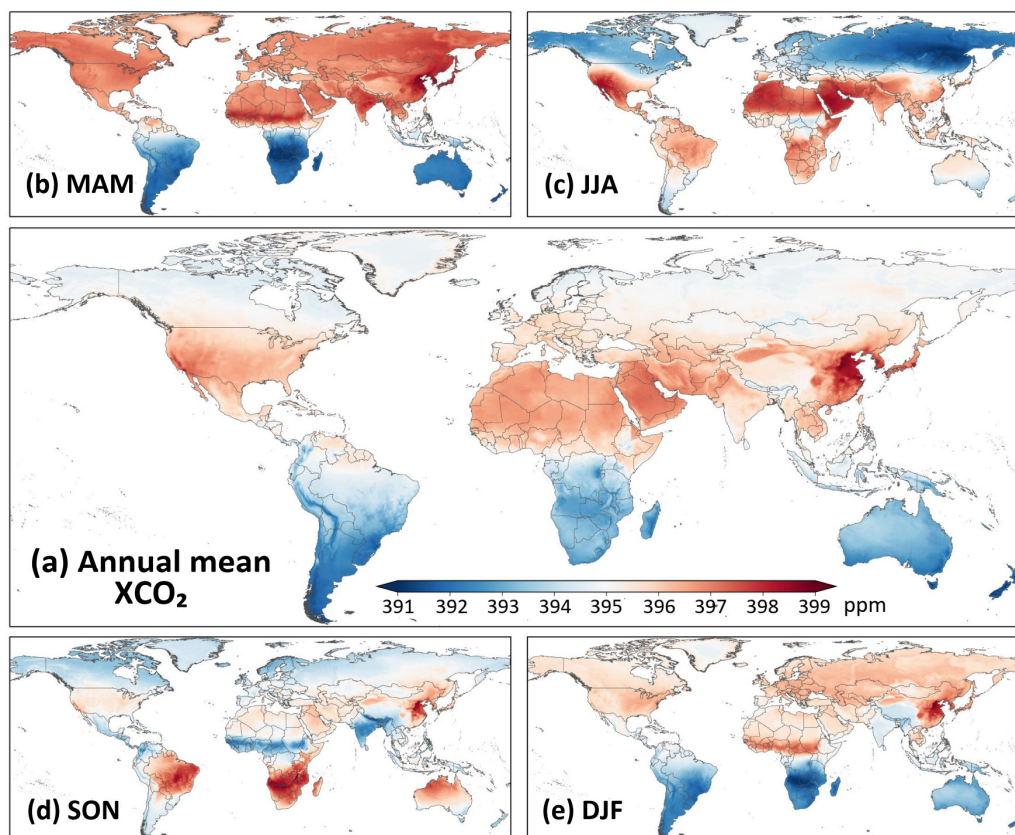 (b) MAM
(c) JJA
(a) Annual mean
XCO₂
391 392 393 394 395 396 397 398 399 ppm
(d) SON
(e) DJF